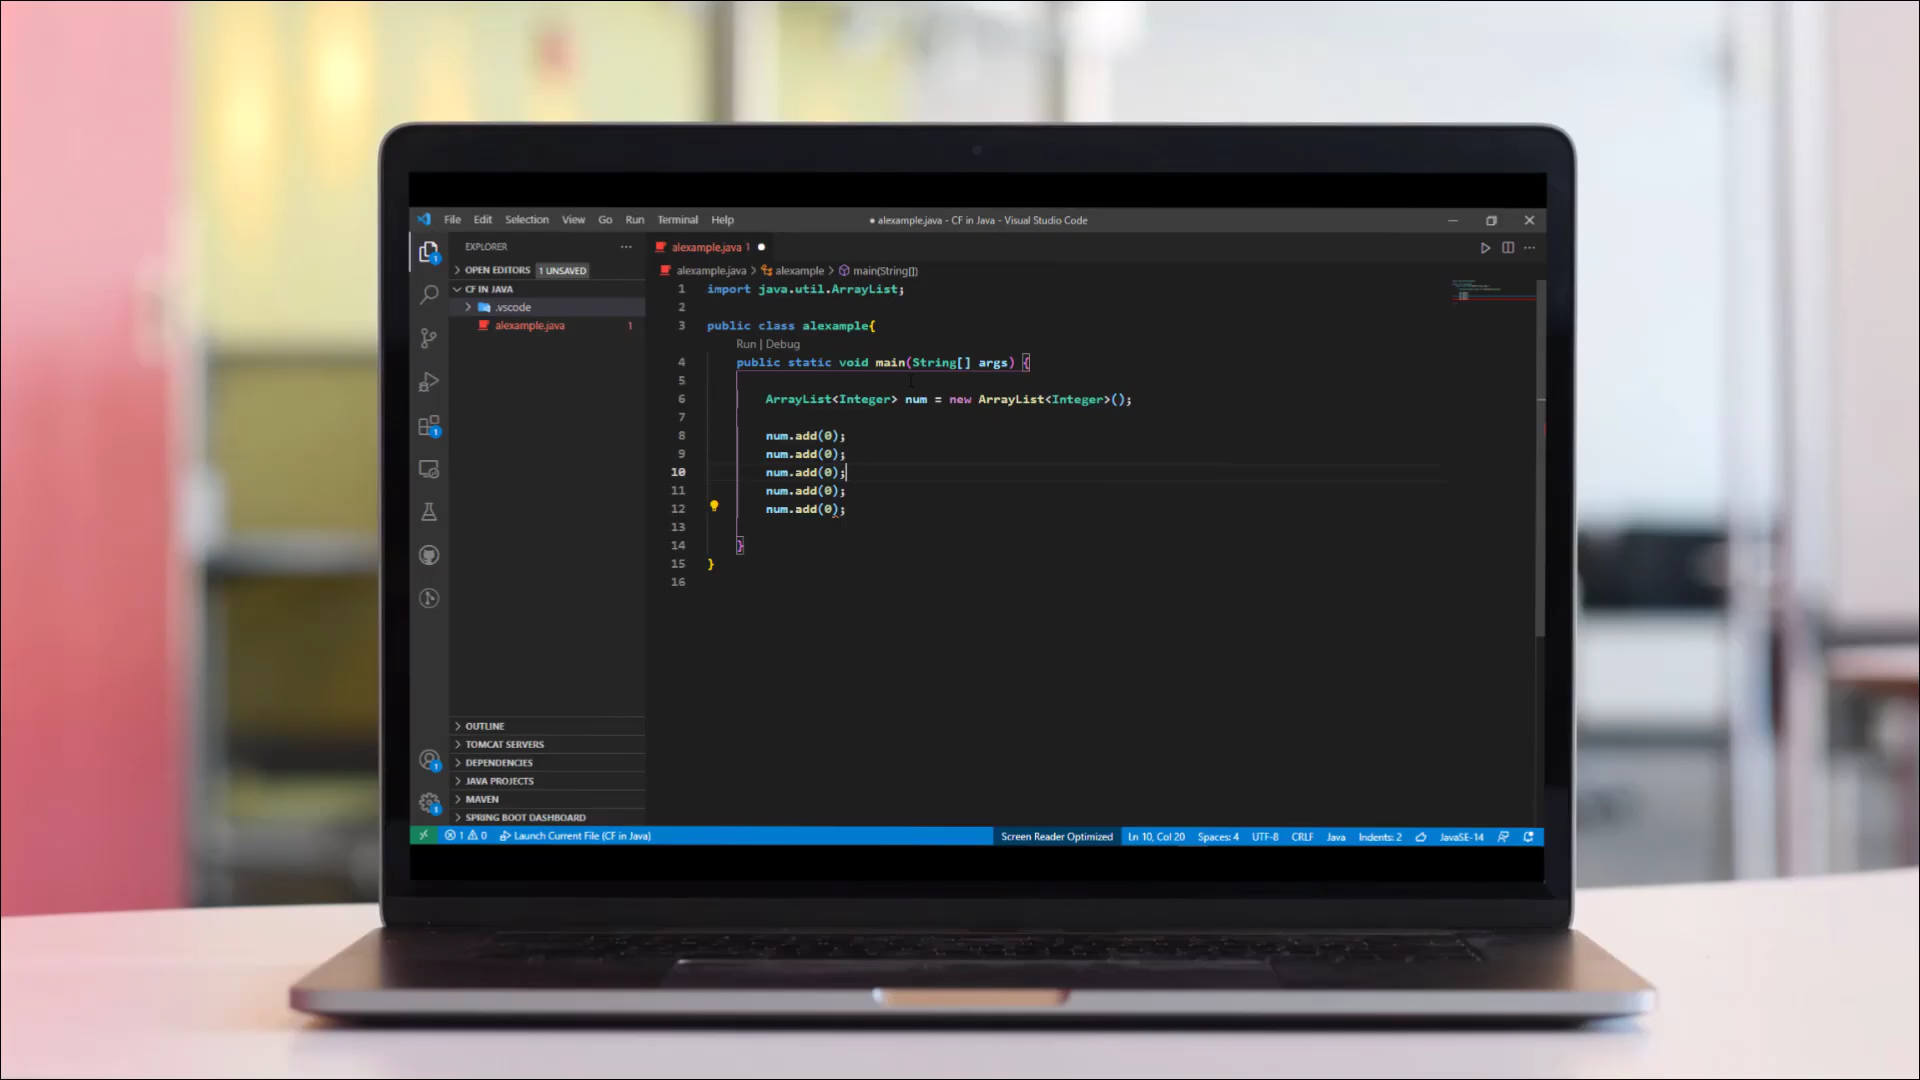 File Edit Selection View Go Run Terminal Help
● alexample.java - CF in Java - Visual Studio Code
EXPLORER
OPEN EDITORS 1 UNSAVED
CF IN JAVA
.vscode
alexample.java 1
OUTLINE
TOMCAT SERVERS
DEPENDENCIES
JAVA PROJECTS
MAVEN
SPRING BOOT DASHBOARD
alexample.java 1 ●
alexample.java > alexample > main(String[])
1 import java.util.ArrayList;
2
3 public class alexample{
Run | Debug
4 public static void main(String[] args) {
5
6 ArrayList<Integer> num = new ArrayList<Integer>();
7
8 num.add(0);
9 num.add(0);
10 num.add(0);
11 num.add(0);
12 num.add(0);
13
14 }
15 }
16
1 0 Launch Current File (CF in Java) Screen Reader Optimized Ln 10, Col 20 Spaces: 4 UTF-8 CRLF Java Indents: 2 JavaSE-14